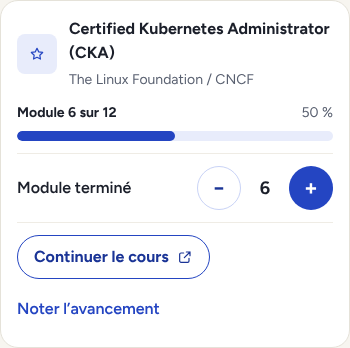 Certified Kubernetes Administrator
(CKA)
The Linux Foundation / CNCF
Module 6 sur 12 50 %
Module terminé − 6 +
Continuer le cours
Noter l’avancement